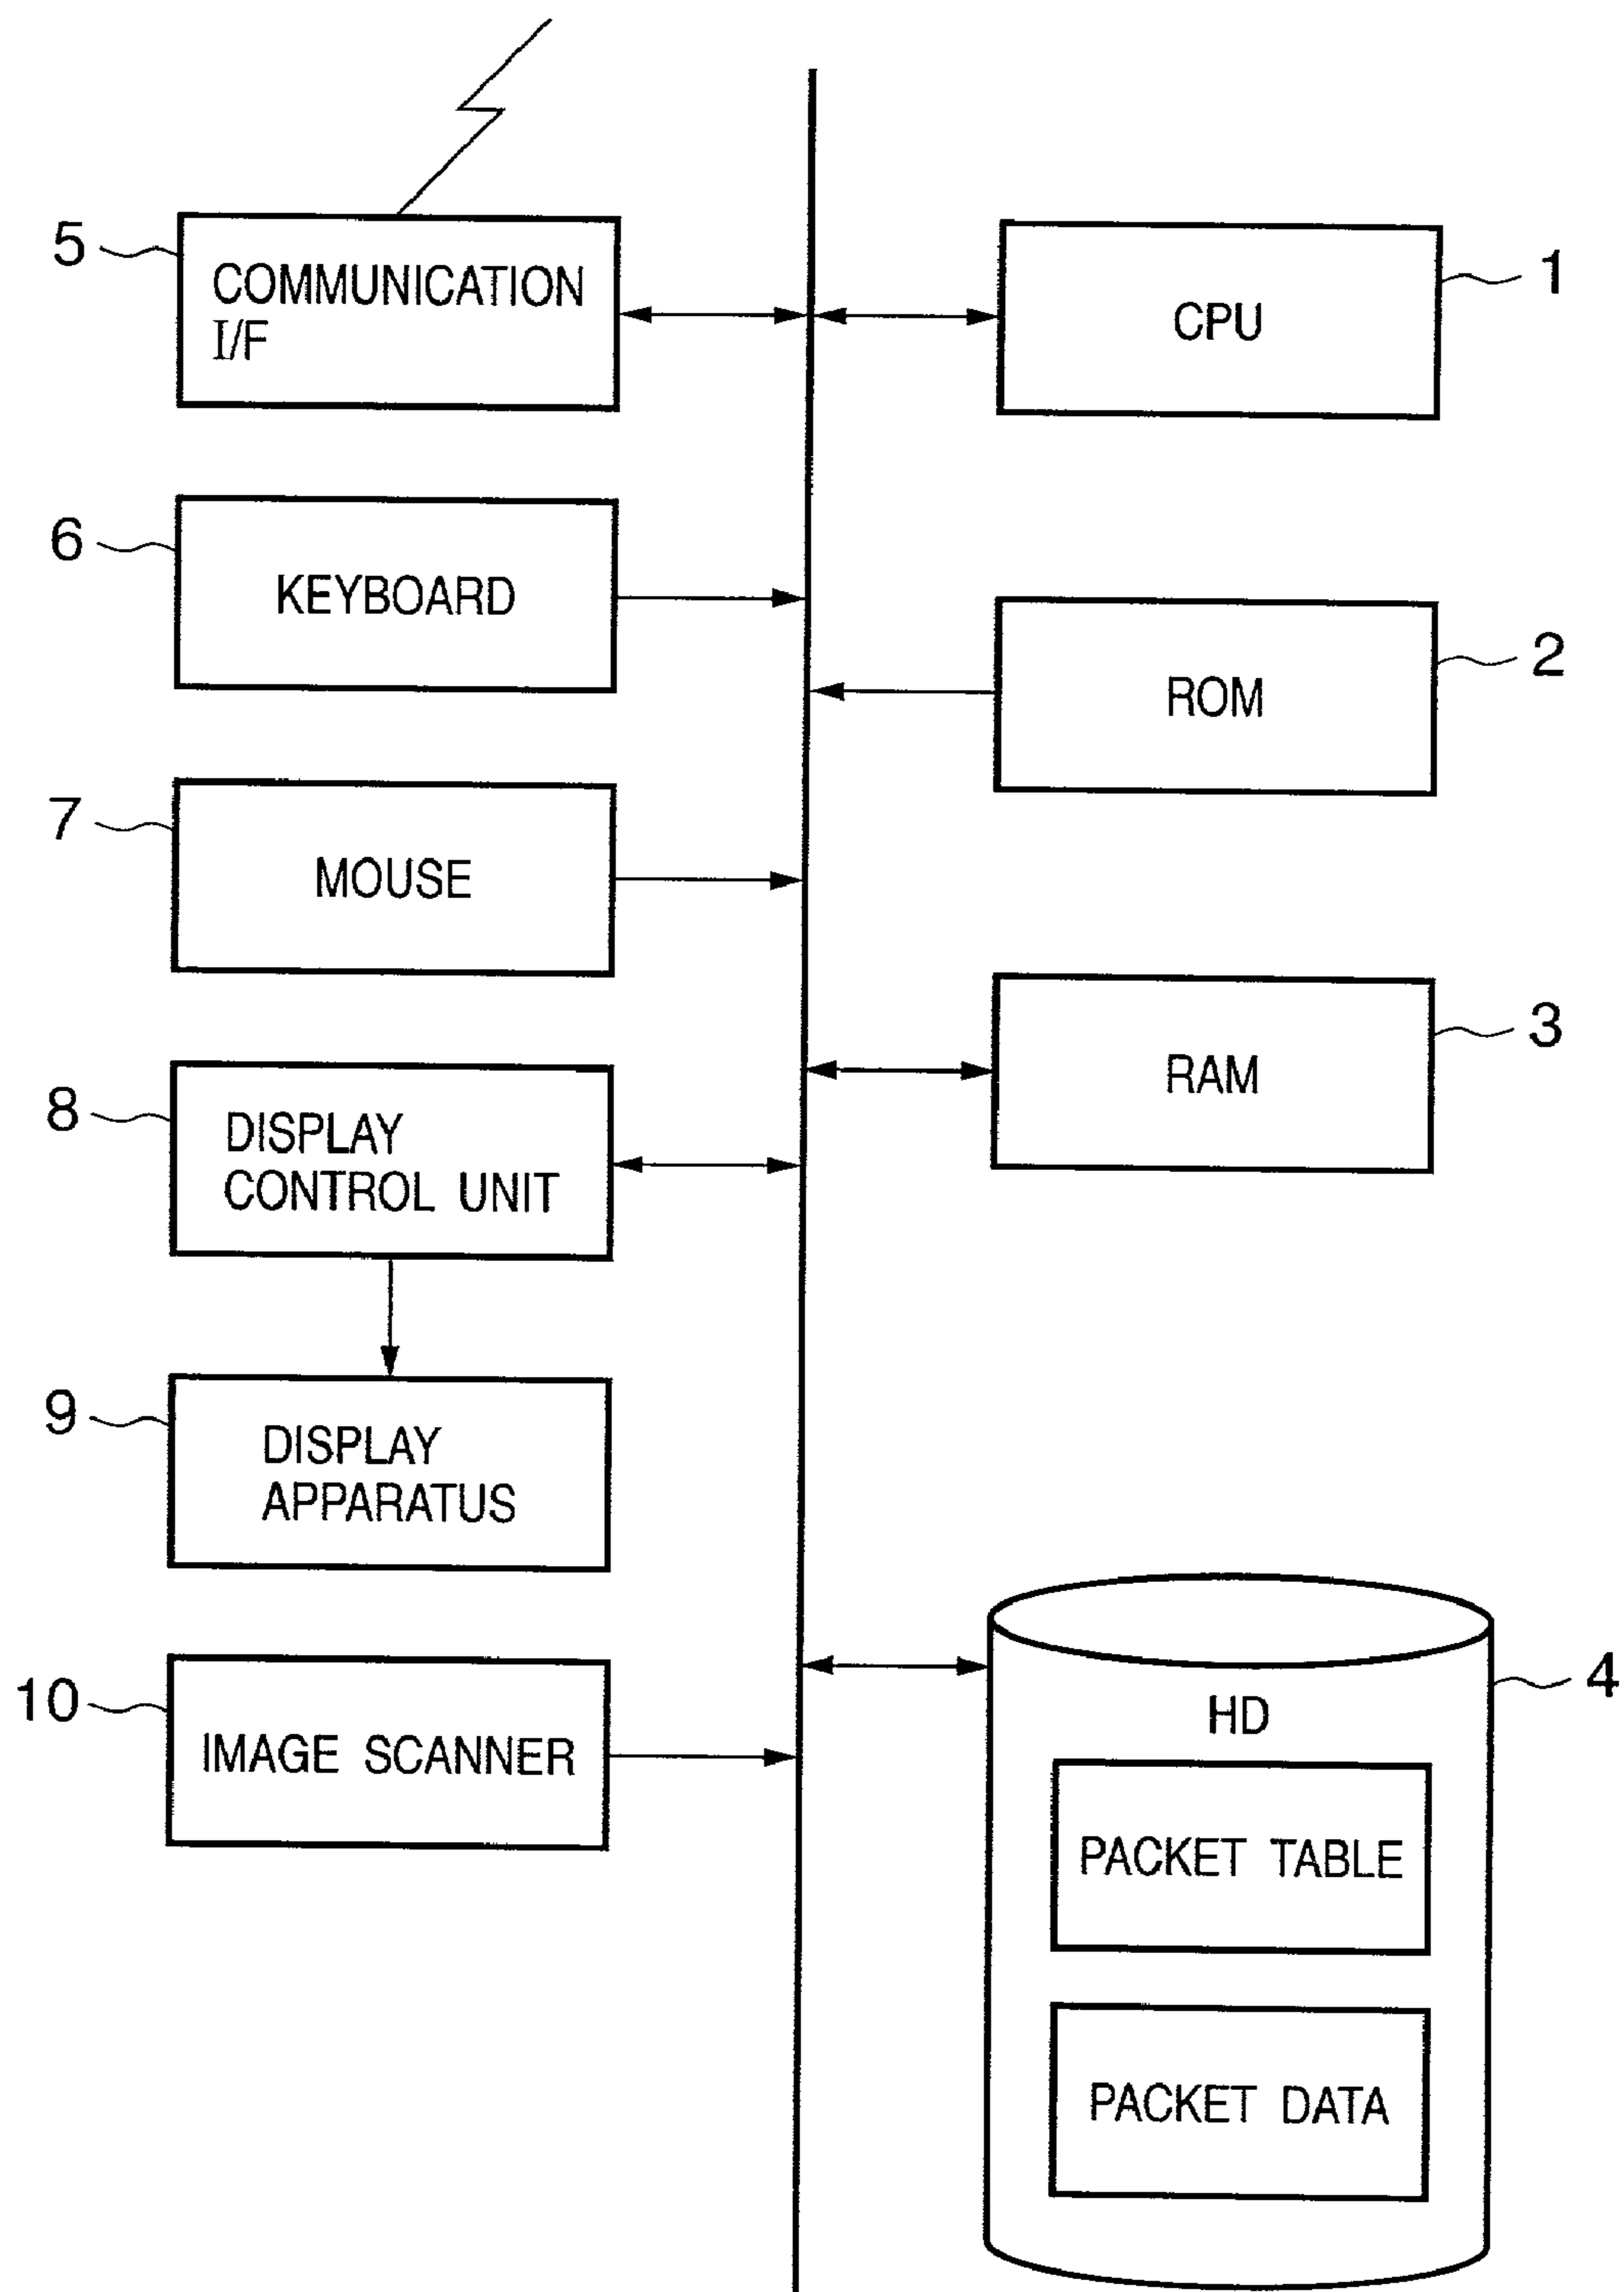 5
COMMUNICATION
I/F
1
CPU
6
KEYBOARD
2
ROM
7
MOUSE
3
RAM
8
DISPLAY
CONTROL UNIT
9
DISPLAY
APPARATUS
10
IMAGE SCANNER
4
HD
PACKET TABLE
PACKET DATA